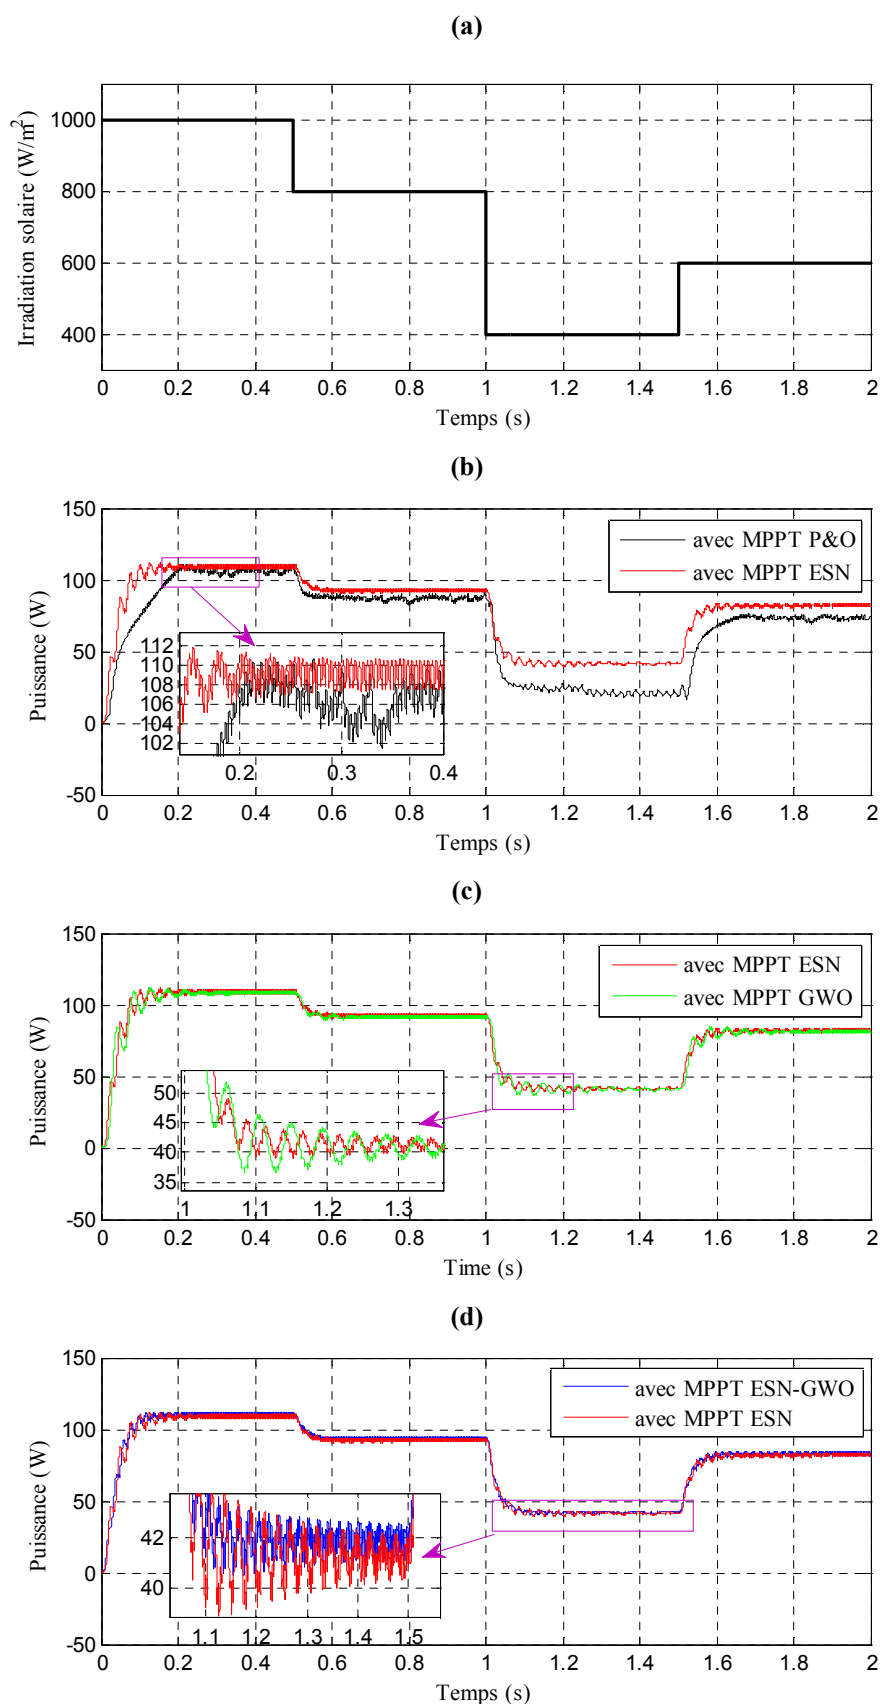 (a)
Irradiation solaire (W/m²)
1000
800
600
400
0 0.2 0.4 0.6 0.8 1 1.2 1.4 1.6 1.8 2
Temps (s)
(b)
Puissance (W)
150
100
50
0
-50
avec MPPT P&O
avec MPPT ESN
112
110
108
106
104
102
0.2 0.3 0.4
0 0.2 0.4 0.6 0.8 1 1.2 1.4 1.6 1.8 2
Temps (s)
(c)
Puissance (W)
150
100
50
0
-50
avec MPPT ESN
avec MPPT GWO
50
45
40
35
1 1.1 1.2 1.3
0 0.2 0.4 0.6 0.8 1 1.2 1.4 1.6 1.8 2
Time (s)
(d)
Puissance (W)
150
100
50
0
-50
avec MPPT ESN-GWO
avec MPPT ESN
42
40
1.1 1.2 1.3 1.4 1.5
0 0.2 0.4 0.6 0.8 1 1.2 1.4 1.6 1.8 2
Temps (s)